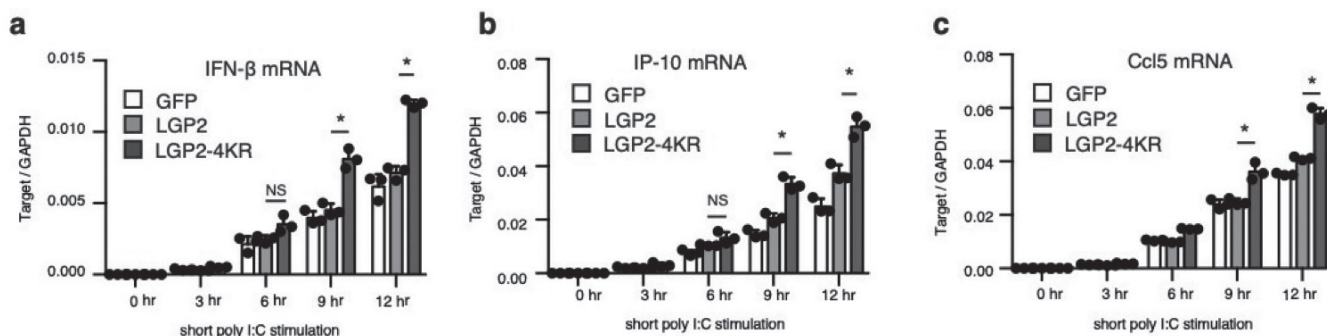 a
IFN-β mRNA
GFP
LGP2
LGP2-4KR
Target / GAPDH
0.015
0.010
0.005
0.000
NS
*
*
0 hr 3 hr 6 hr 9 hr 12 hr
short poly I:C stimulation
b
IP-10 mRNA
GFP
LGP2
LGP2-4KR
Target / GAPDH
0.08
0.06
0.04
0.02
0.00
NS
*
*
0 hr 3 hr 6 hr 9 hr 12 hr
short poly I:C stimulation
c
Ccl5 mRNA
GFP
LGP2
LGP2-4KR
Target / GAPDH
0.08
0.06
0.04
0.02
0.00
*
*
0 hr 3 hr 6 hr 9 hr 12 hr
short poly I:C stimulation